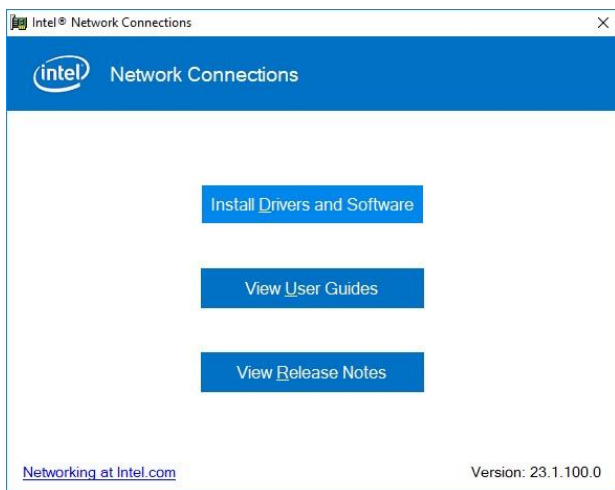 Intel® Network Connections
intel Network Connections
Install Drivers and Software
View User Guides
View Release Notes
Networking at Intel.com Version: 23.1.100.0